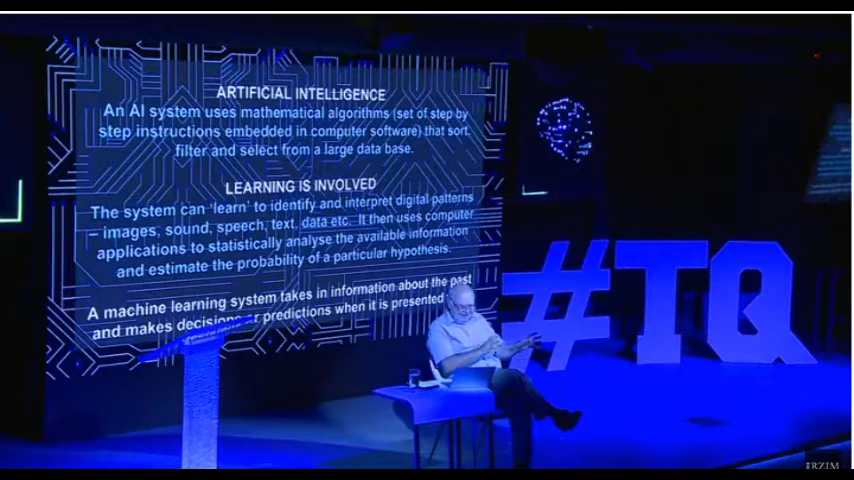 ARTIFICIAL INTELLIGENCE
An AI system uses mathematical algorithms (set of step by
step instructions embedded in computer software) that sort,
filter and select from a large data base.
LEARNING IS INVOLVED
The system can 'learn' to identify and interpret digital patterns
– images, sound, speech, text, data etc. It then uses computer
applications to statistically analyse the available information
and estimate the probability of a particular hypothesis.
A machine learning system takes in information about the past
and makes decisions or predictions when it is presented
#TQ
RZIM